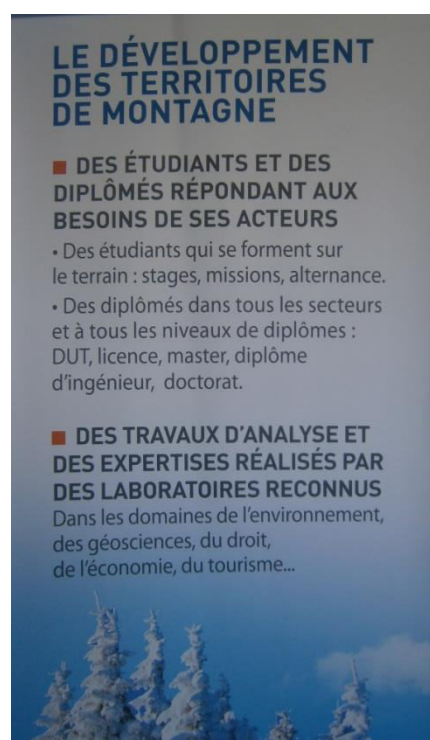 LE DÉVELOPPEMENT
DES TERRITOIRES
DE MONTAGNE
■ DES ÉTUDIANTS ET DES
DIPLÔMÉS RÉPONDANT AUX
BESOINS DE SES ACTEURS
• Des étudiants qui se forment sur
le terrain : stages, missions, alternance.
• Des diplômés dans tous les secteurs
et à tous les niveaux de diplômes :
DUT, licence, master, diplôme
d'ingénieur, doctorat.
■ DES TRAVAUX D'ANALYSE ET
DES EXPERTISES RÉALISÉS PAR
DES LABORATOIRES RECONNUS
Dans les domaines de l'environnement,
des géosciences, du droit,
de l'économie, du tourisme...